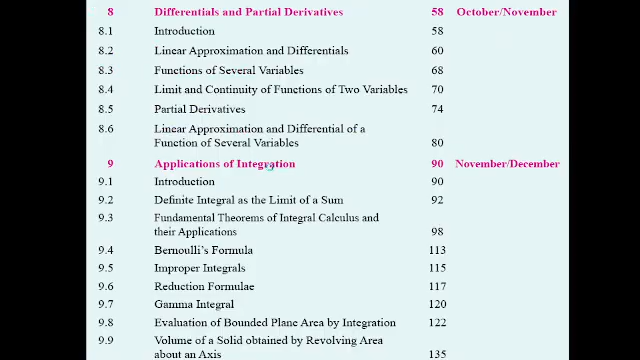 8 Differentials and Partial Derivatives 58 October/November
8.1 Introduction 58
8.2 Linear Approximation and Differentials 60
8.3 Functions of Several Variables 68
8.4 Limit and Continuity of Functions of Two Variables 70
8.5 Partial Derivatives 74
8.6 Linear Approximation and Differential of a
Function of Several Variables 80
9 Applications of Integration 90 November/December
9.1 Introduction 90
9.2 Definite Integral as the Limit of a Sum 92
9.3 Fundamental Theorems of Integral Calculus and
their Applications 98
9.4 Bernoulli's Formula 113
9.5 Improper Integrals 115
9.6 Reduction Formulae 117
9.7 Gamma Integral 120
9.8 Evaluation of Bounded Plane Area by Integration 122
9.9 Volume of a Solid obtained by Revolving Area
about an Axis 135